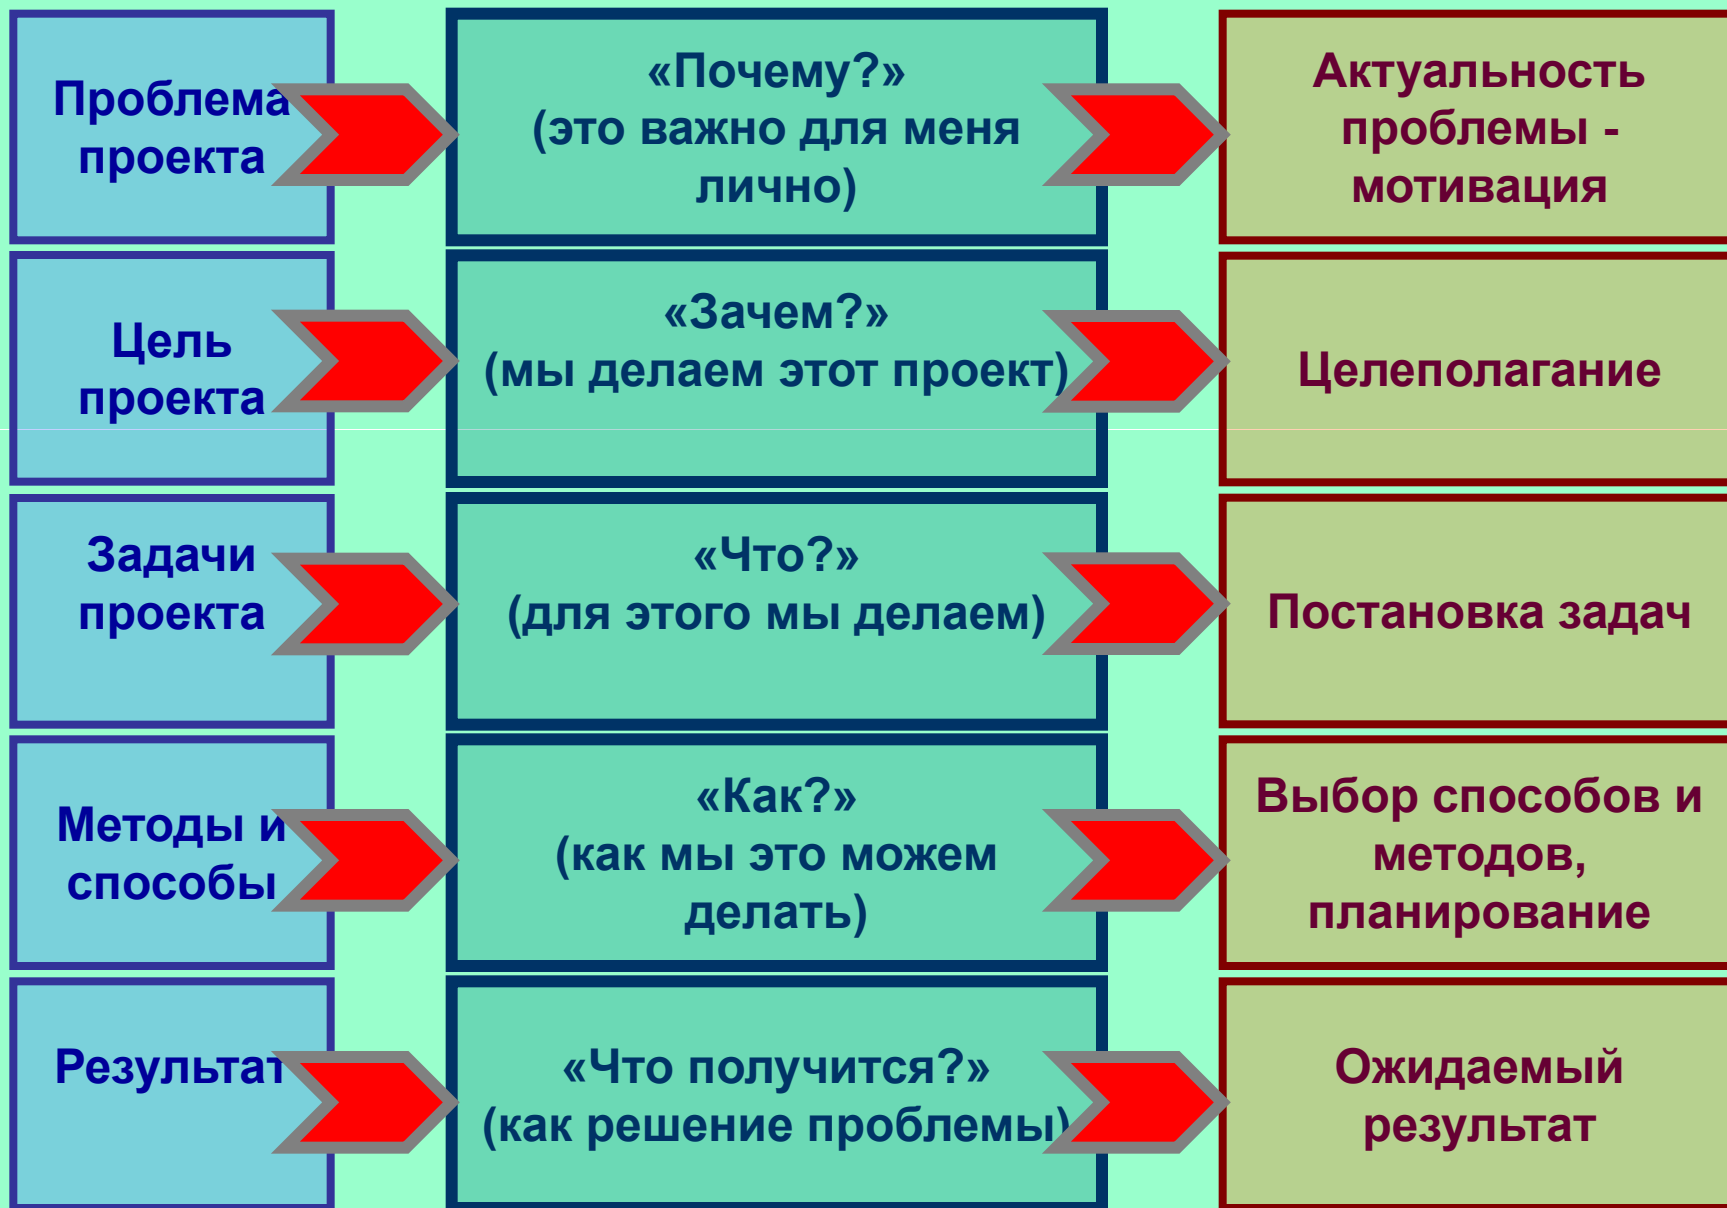 Проблема
проекта
«Почему?»
(это важно для меня
лично)
Актуальность
проблемы -
мотивация
Цель
проекта
«Зачем?»
(мы делаем этот проект)
Целеполагание
Задачи
проекта
«Что?»
(для этого мы делаем)
Постановка задач
Методы и
способы
«Как?»
(как мы это можем
делать)
Выбор способов и
методов,
планирование
Результат
«Что получится?»
(как решение проблемы)
Ожидаемый
результат